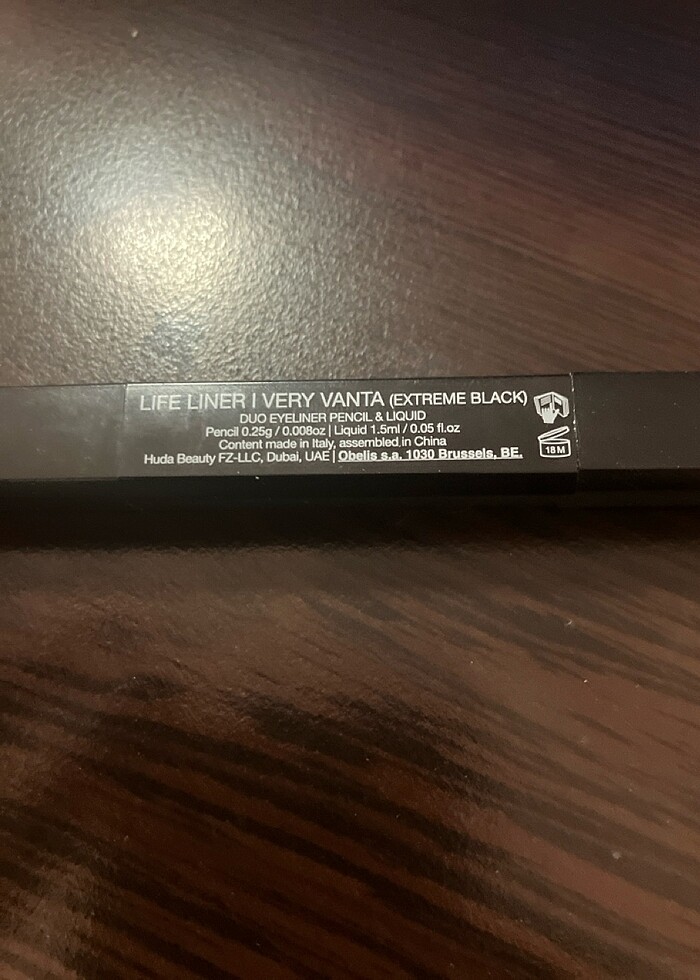 LIFE LINER | VERY VANTA (EXTREME BLACK)
DUO EYELINER PENCIL & LIQUID
Pencil 0.25g / 0.008oz | Liquid 1.5ml / 0.05 fl.oz
Content made in Italy, assembled in China
Huda Beauty FZ-LLC, Dubai, UAE | Obelis s.a. 1030 Brussels, BE.
18M